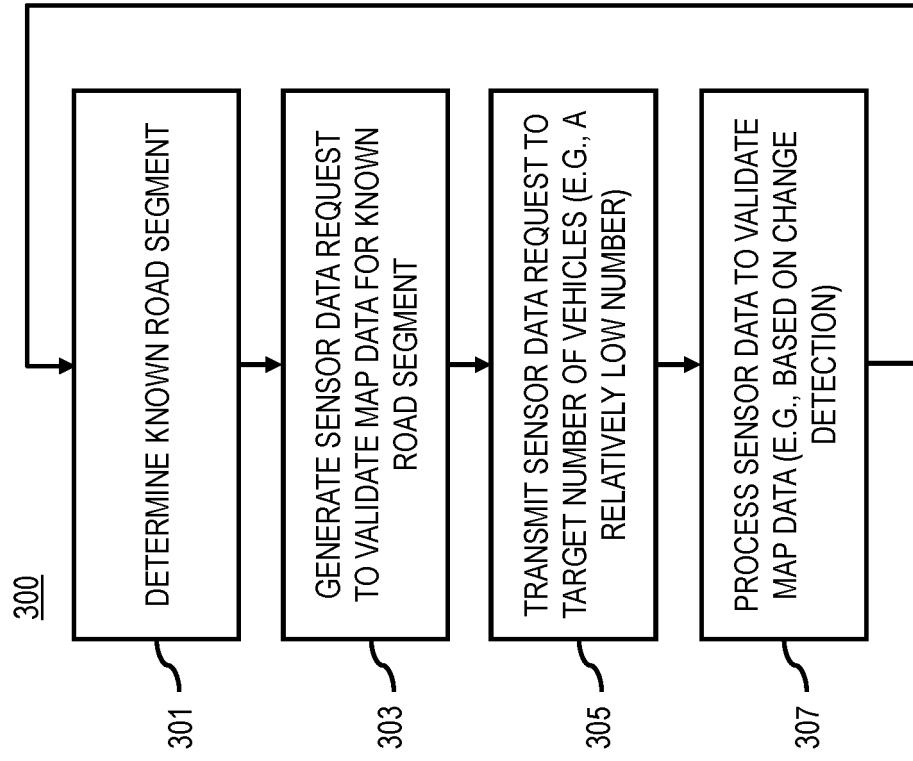 300
301
DETERMINE KNOWN ROAD SEGMENT
303
GENERATE SENSOR DATA REQUEST
TO VALIDATE MAP DATA FOR KNOWN
ROAD SEGMENT
305
TRANSMIT SENSOR DATA REQUEST TO
TARGET NUMBER OF VEHICLES (E.G., A
RELATIVELY LOW NUMBER)
307
PROCESS SENSOR DATA TO VALIDATE
MAP DATA (E.G., BASED ON CHANGE
DETECTION)